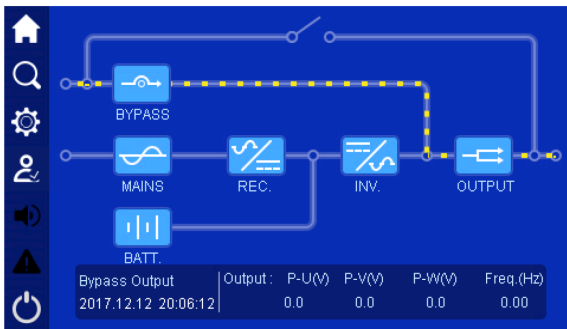 BYPASS
MAINS
REC.
INV.
OUTPUT
BATT.
Bypass Output
2017.12.12 20:06:12
Output : P-U(V) P-V(V) P-W(V) Freq.(Hz)
0.0 0.0 0.0 0.00